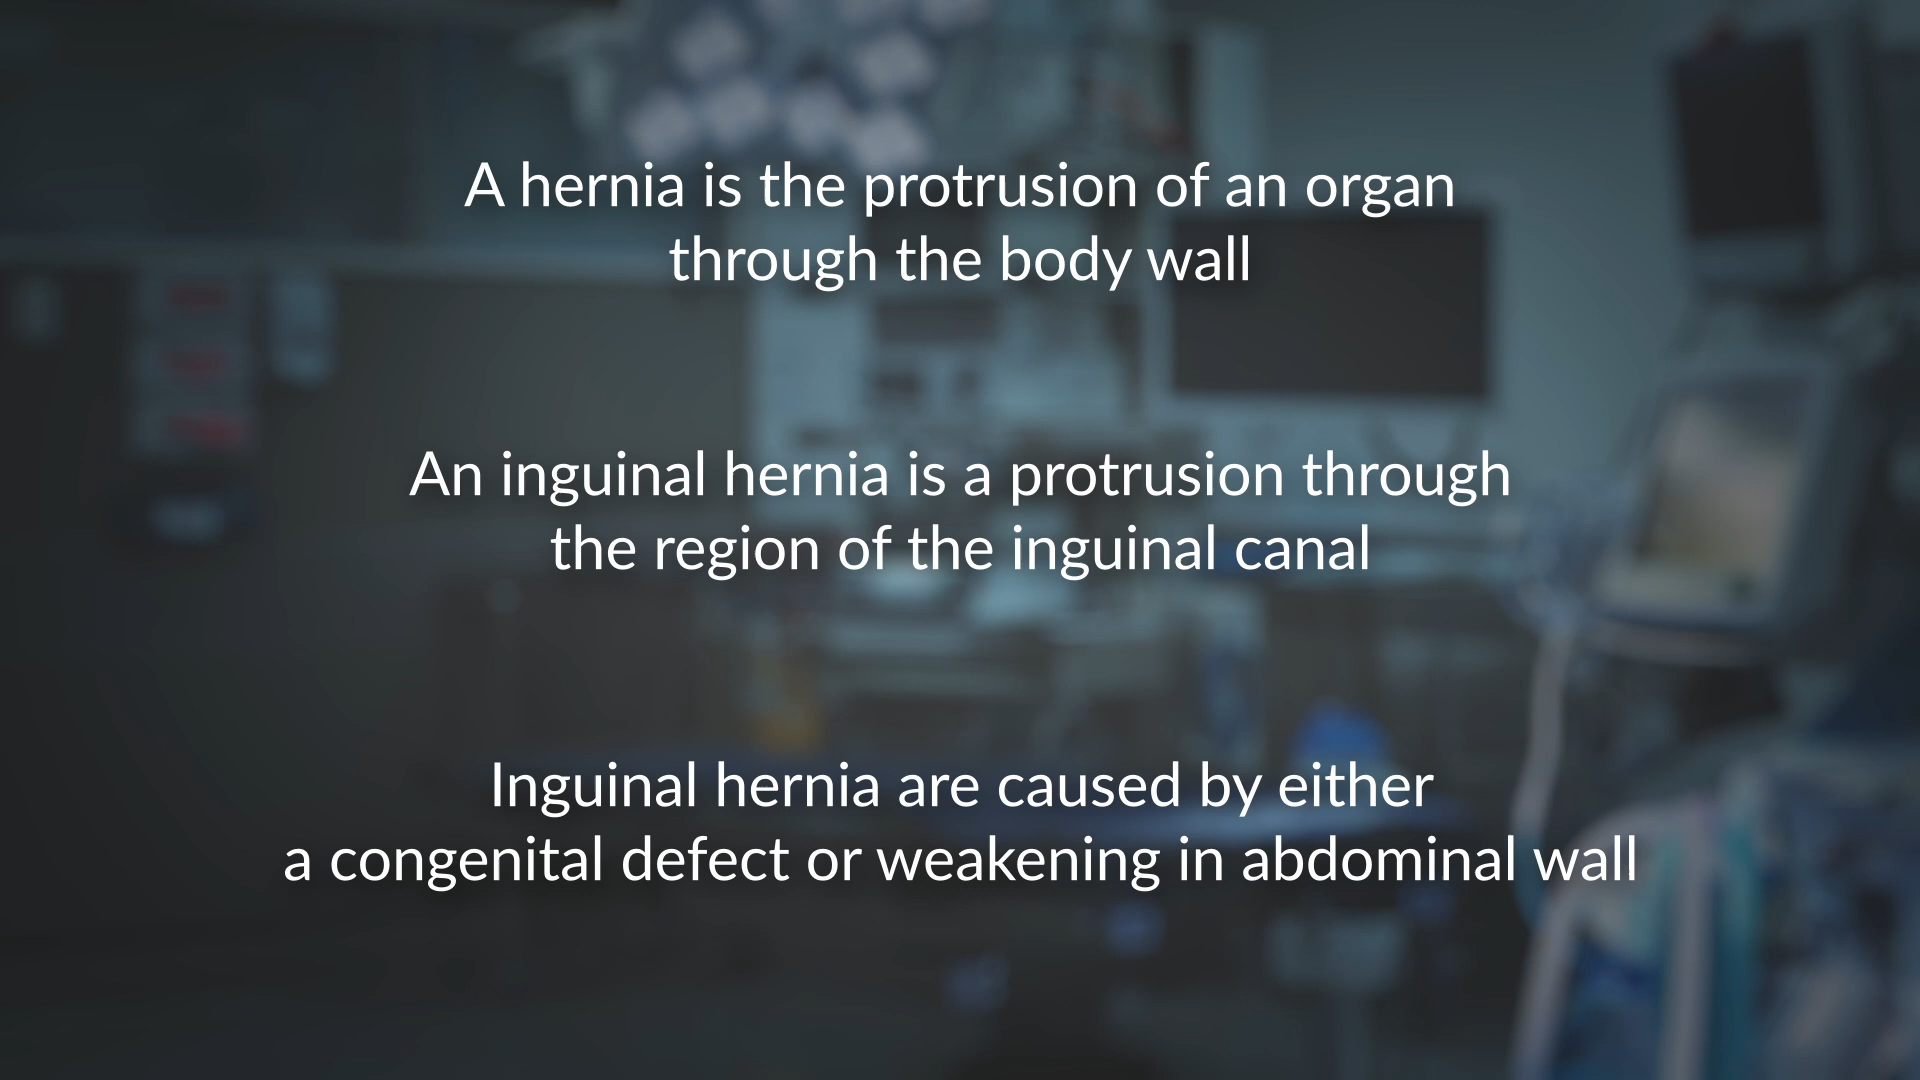 A hernia is the protrusion of an organ
through the body wall
An inguinal hernia is a protrusion through
the region of the inguinal canal
Inguinal hernia are caused by either
a congenital defect or weakening in abdominal wall